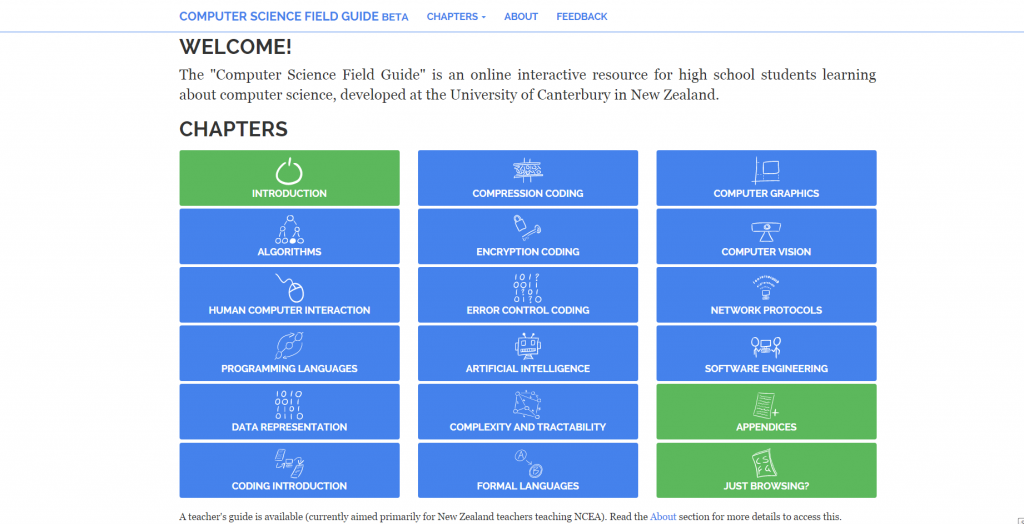 COMPUTER SCIENCE FIELD GUIDE BETA CHAPTERS ABOUT FEEDBACK
WELCOME!
The "Computer Science Field Guide" is an online interactive resource for high school students learning
about computer science, developed at the University of Canterbury in New Zealand.
CHAPTERS
INTRODUCTION
COMPRESSION CODING
COMPUTER GRAPHICS
ALGORITHMS
ENCRYPTION CODING
COMPUTER VISION
HUMAN COMPUTER INTERACTION
ERROR CONTROL CODING
NETWORK PROTOCOLS
PROGRAMMING LANGUAGES
ARTIFICIAL INTELLIGENCE
SOFTWARE ENGINEERING
DATA REPRESENTATION
COMPLEXITY AND TRACTABILITY
APPENDICES
CODING INTRODUCTION
FORMAL LANGUAGES
JUST BROWSING?
A teacher's guide is available (currently aimed primarily for New Zealand teachers teaching NCEA). Read the About section for more details to access this.